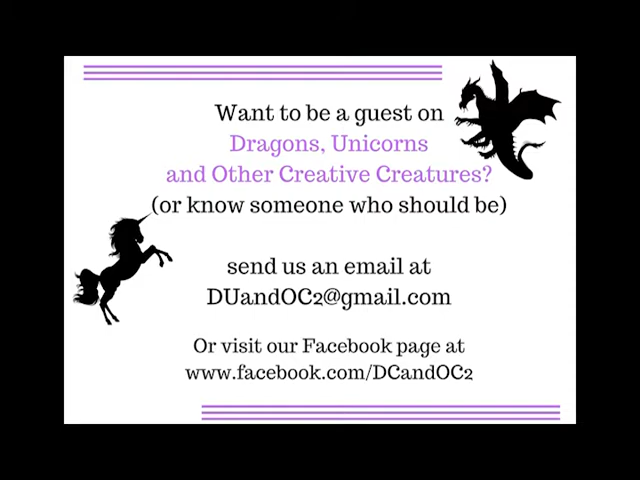 Want to be a guest on
Dragons, Unicorns
and Other Creative Creatures?
(or know someone who should be)
send us an email at
DUandOC2@gmail.com
Or visit our Facebook page at
www.facebook.com/DCandOC2